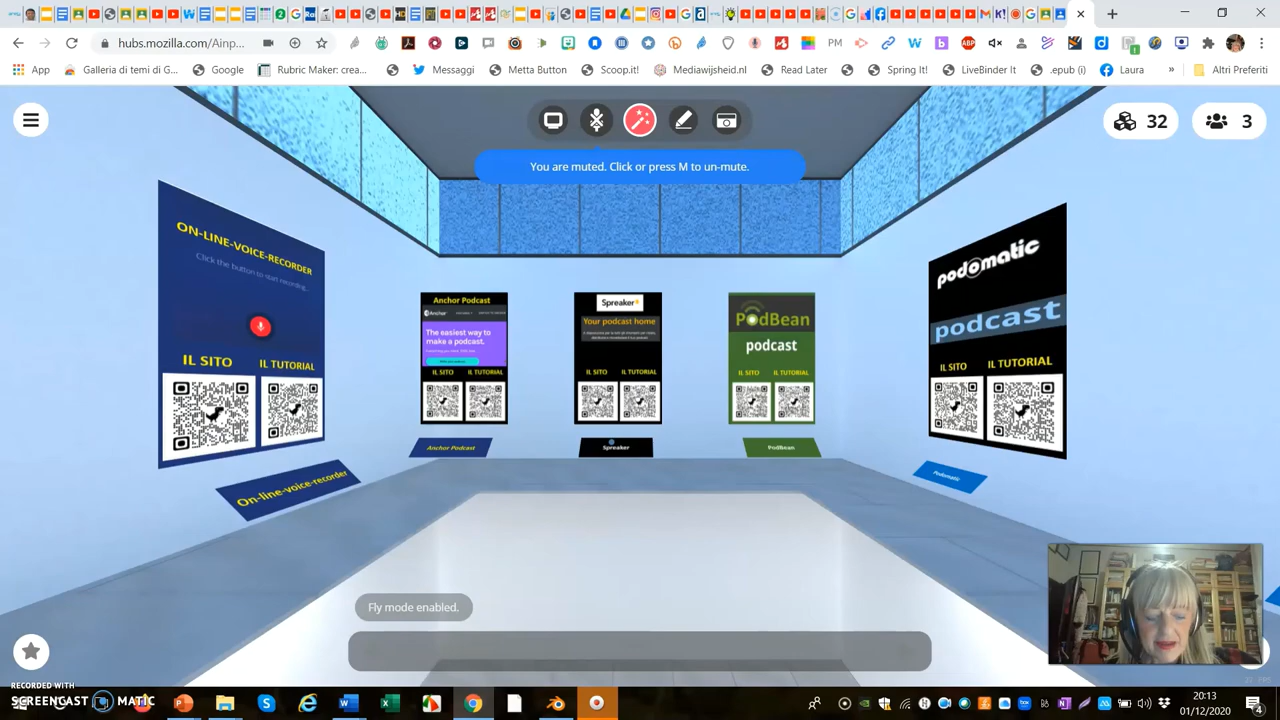 hubs.mozilla.com/Ainp...
PM
ABP
App
Galleria di temi di G...
Google
Rubric Maker: crea...
Messaggi
Metta Button
Scoop.it!
Mediawijsheid.nl
Read Later
Spring It!
LiveBinder It
.epub (i)
Laura
»
Altri Preferiti
32
3
You are muted. Click or press M to un-mute.
ON-LINE-VOICE-RECORDER
Click the button to start recording...
IL SITO
IL TUTORIAL
On-line-voice-recorder
Anchor Podcast
Anchor
The easiest way to
make a podcast.
IL SITO
IL TUTORIAL
Anchor Podcast
Spreaker
Your podcast home
IL SITO
IL TUTORIAL
Spreaker
PodBean
podcast
IL SITO
IL TUTORIAL
PodBean
podomatic
podcast
IL SITO
IL TUTORIAL
Podomatic
Fly mode enabled.
RECORDED WITH
SCREENCAST MATIC
20:13
01/12/2020
4